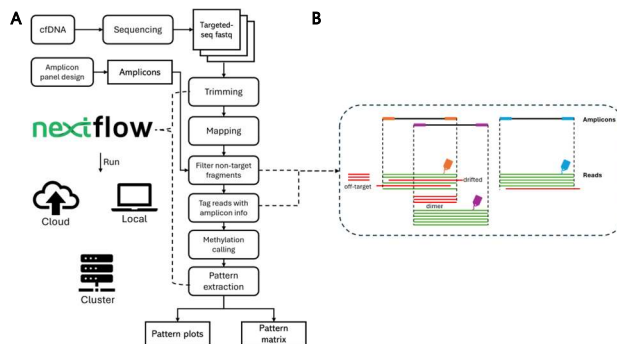 A
cfDNA
Sequencing
Targeted-
seq fastq
Amplicon
panel design
Amplicons
Trimming
nextflow
Mapping
Run
Filter non-target
fragments
Cloud
Local
Tag reads with
amplicon info
Methylation
calling
Cluster
Pattern
extraction
Pattern plots
Pattern
matrix
B
Amplicons
Reads
off-target
drifted
dimer